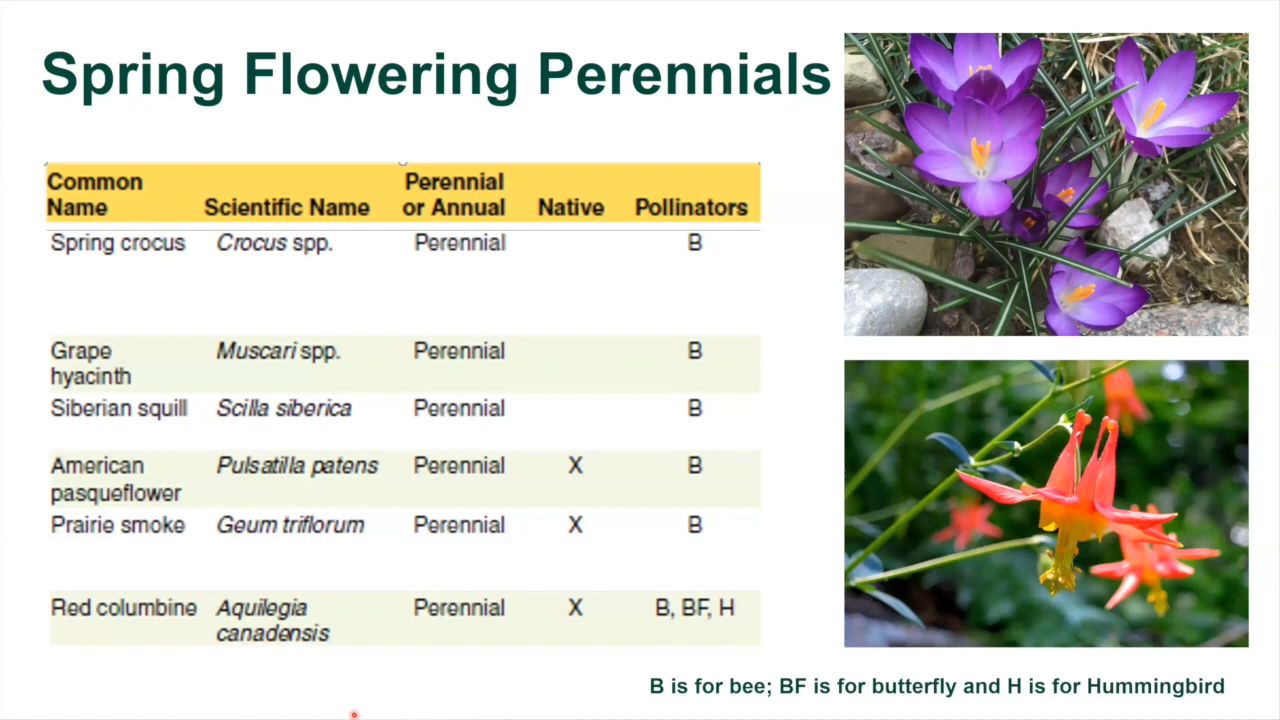 Spring Flowering Perennials
Common Name Scientific Name Perennial or Annual Native Pollinators
Spring crocus Crocus spp. Perennial B
Grape hyacinth Muscari spp. Perennial B
Siberian squill Scilla siberica Perennial B
American pasqueflower Pulsatilla patens Perennial X B
Prairie smoke Geum triflorum Perennial X B
Red columbine Aquilegia canadensis Perennial X B, BF, H
B is for bee; BF is for butterfly and H is for Hummingbird